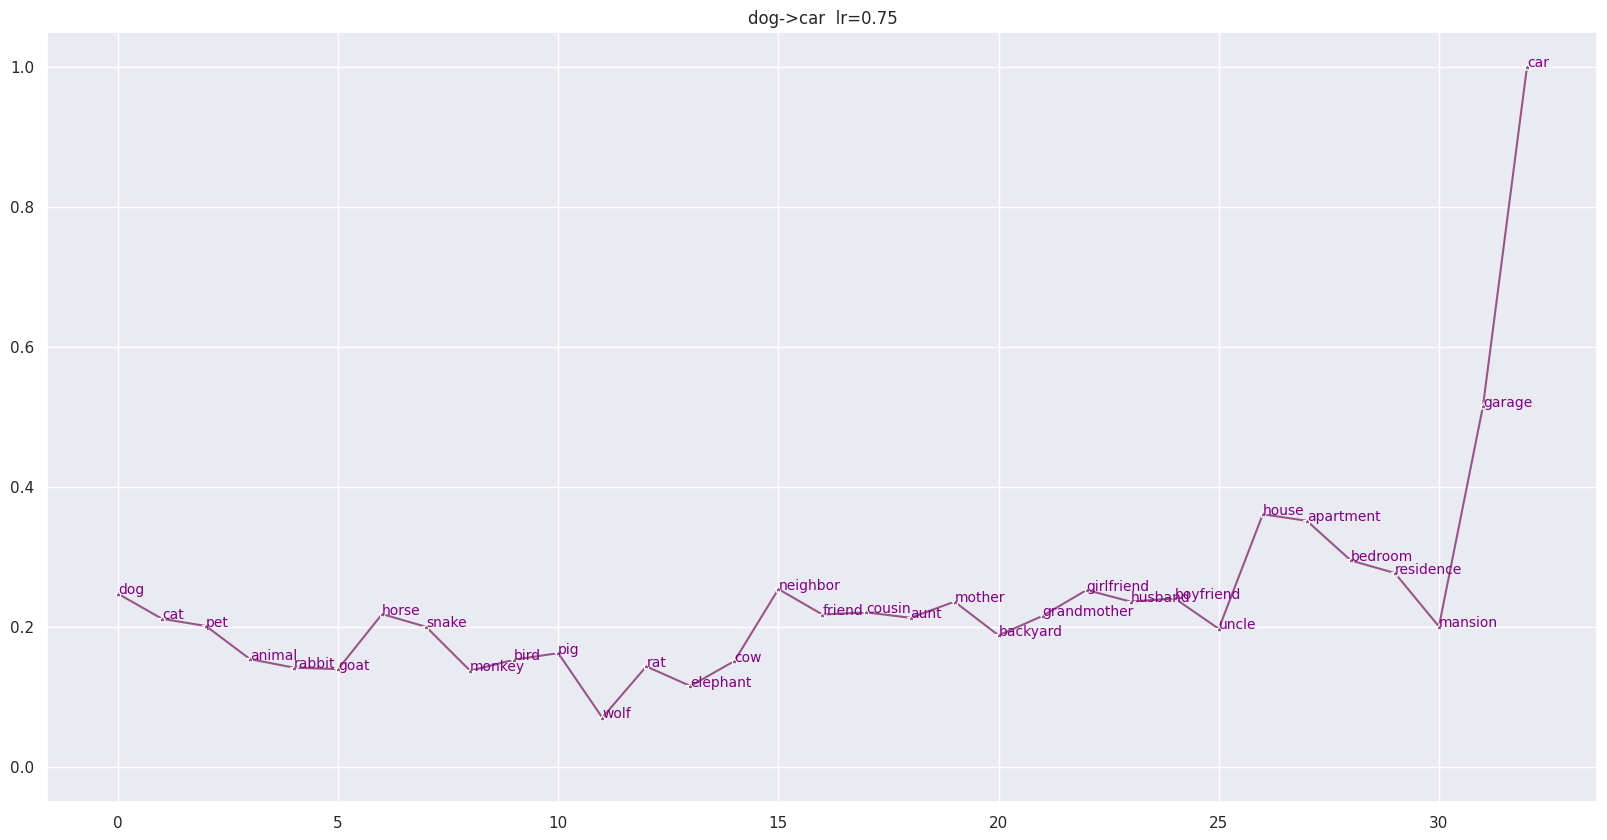 dog->car  lr=0.75
1.0
0.8
0.6
0.4
0.2
0.0
dog
cat
pet
animal
rabbit
goat
horse
snake
monkey
bird
pig
wolf
rat
elephant
cow
neighbor
friend
cousin
aunt
mother
backyard
grandmother
girlfriend
husband
boyfriend
uncle
house
apartment
bedroom
residence
mansion
garage
car
0
5
10
15
20
25
30